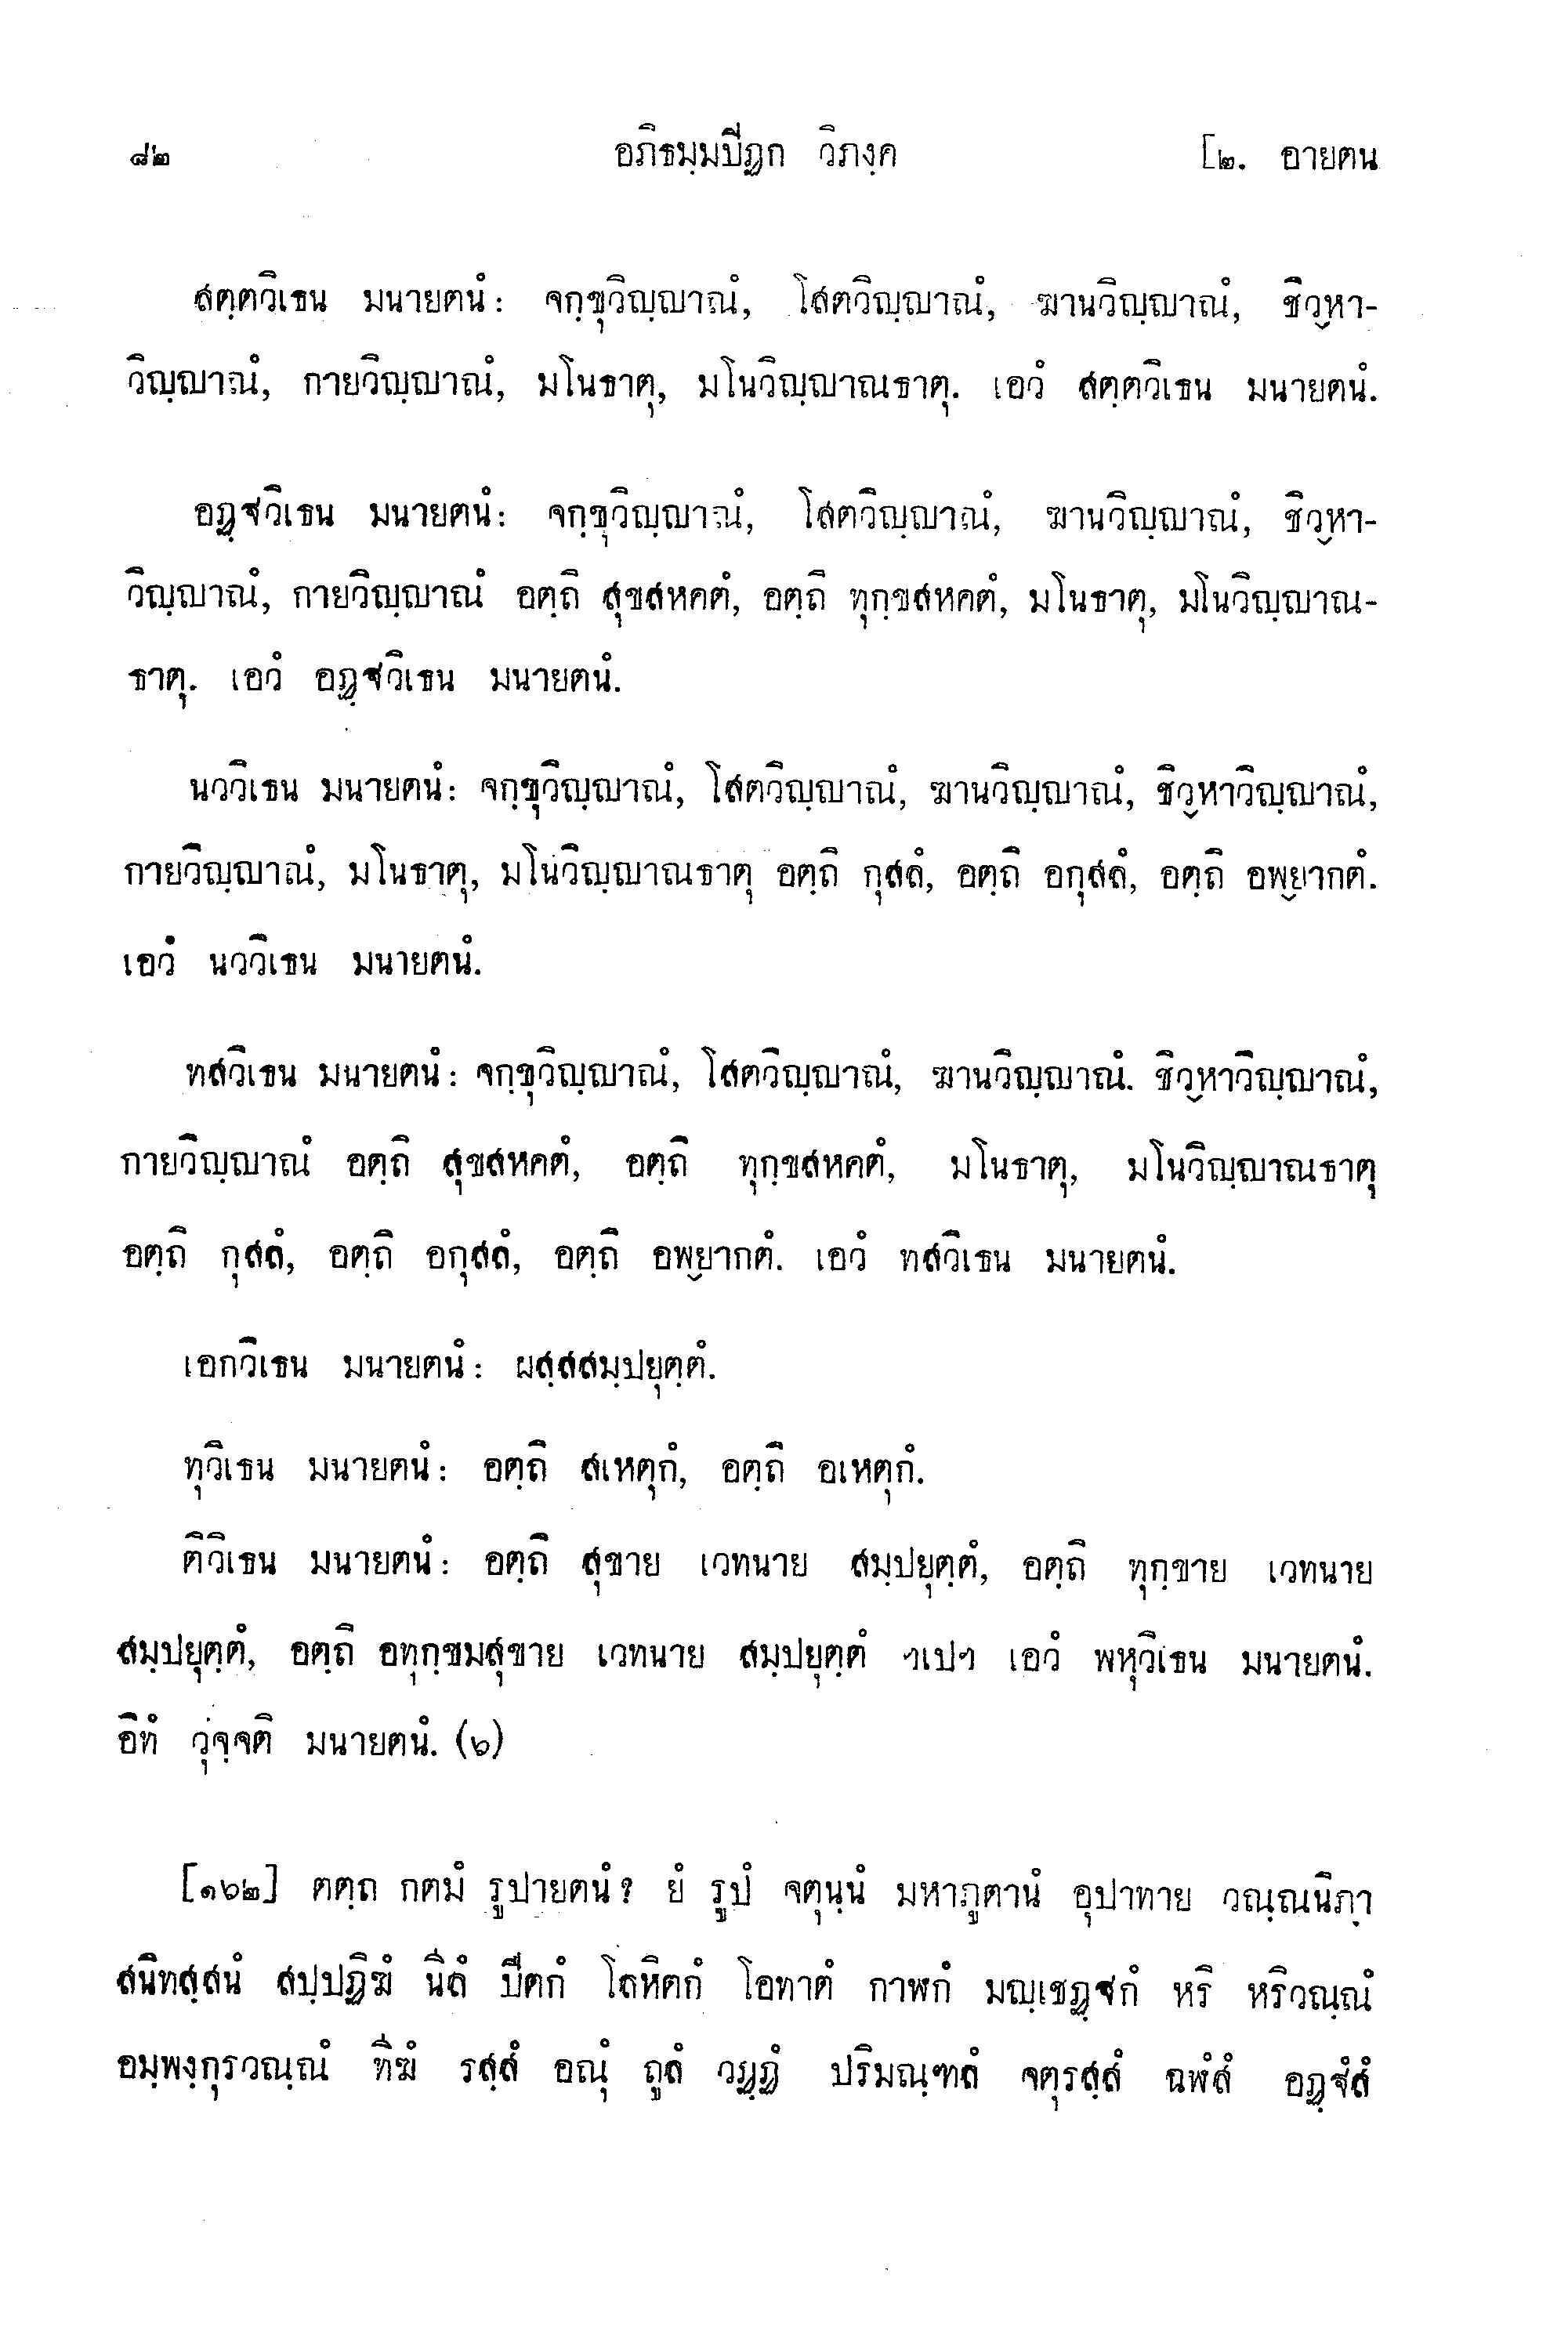 ๘๒ อภิธมฺมปีฏก วิภงฺค [๒. อายตน
สตฺตวิเธน มนายตนํ: จกฺขุวิญฺญาณํ, โสตวิญฺญาณํ, ฆานวิญฺญาณํ, ชิวฺหา-
วิญฺญาณํ, กายวิญฺญาณํ, มโนธาตุ, มโนวิญฺญาณธาตุ. เอวํ สตฺตวิเธน มนายตนํ.
อฏฺฐวิเธน มนายตนํ: จกฺขุวิญฺญาณํ, โสตวิญฺญาณํ, ฆานวิญฺญาณํ, ชิวฺหา-
วิญฺญาณํ, กายวิญฺญาณํ อตฺถิ สุขสหคตํ, อตฺถิ ทุกฺขสหคตํ, มโนธาตุ, มโนวิญฺญาณ-
ธาตุ. เอวํ อฏฺฐวิเธน มนายตนํ.
นววิเธน มนายตนํ: จกฺขุวิญฺญาณํ, โสตวิญฺญาณํ, ฆานวิญฺญาณํ, ชิวฺหาวิญฺญาณํ,
กายวิญฺญาณํ, มโนธาตุ, มโนวิญฺญาณธาตุ อตฺถิ กุสลํ, อตฺถิ อกุสลํ, อตฺถิ อพฺยากตํ.
เอวํ นววิเธน มนายตนํ.
ทสวิเธน มนายตนํ: จกฺขุวิญฺญาณํ, โสตวิญฺญาณํ, ฆานวิญฺญาณํ. ชิวฺหาวิญฺญาณํ,
กายวิญฺญาณํ อตฺถิ สุขสหคตํ, อตฺถิ ทุกฺขสหคตํ, มโนธาตุ, มโนวิญฺญาณธาตุ
อตฺถิ กุสลํ, อตฺถิ อกุสลํ, อตฺถิ อพฺยากตํ. เอวํ ทสวิเธน มนายตนํ.
เอกวิเธน มนายตนํ: ผสฺสสมฺปยุตฺตํ.
ทุวิเธน มนายตนํ: อตฺถิ สเหตุกํ, อตฺถิ อเหตุกํ.
ติวิเธน มนายตนํ: อตฺถิ สุขาย เวทนาย สมฺปยุตฺตํ, อตฺถิ ทุกฺขาย เวทนาย
สมฺปยุตฺตํ, อตฺถิ อทุกฺขมสุขาย เวทนาย สมฺปยุตฺตํ ฯเปฯ เอวํ พหุวิเธน มนายตนํ.
อิทํ วุจฺจติ มนายตนํ. (๖)
[๑๖๒] ตตฺถ กตมํ รูปายตนํ? ยํ รูปํ จตุนฺนํ มหาภูตานํ อุปาทาย วณฺณนิภา
สนิทสฺสนํ สปฺปฏิฆํ นีลํ ปีตกํ โลหิตกํ โอทาตํ กาฬกํ มญฺเชฏฺฐกํ หริ หริวณฺณํ
อมฺพงฺกุรวณฺณํ ทีฆํ รสฺสํ อณุํ ถูลํ วฏฺฏํ ปริมณฺฑลํ จตุรสฺสํ ฉฬํสํ อฏฺฐํสํ